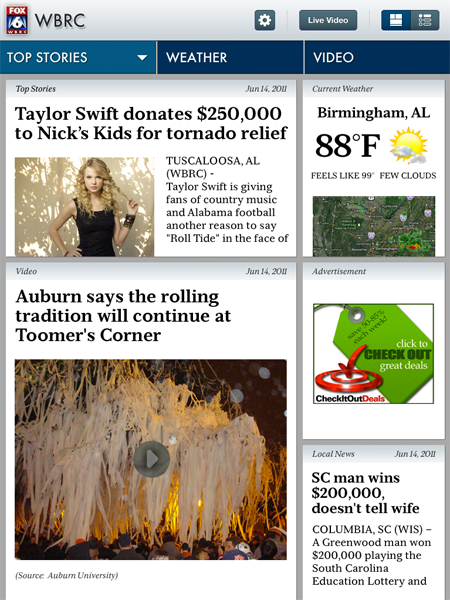 FOX
6
WBRC
WBRC
Live Video
TOP STORIES
WEATHER
VIDEO
Top Stories
Jun 14, 2011
Taylor Swift donates $250,000
to Nick's Kids for tornado relief
TUSCALOOSA, AL
(WBRC) -
Taylor Swift is giving
fans of country music
and Alabama football
another reason to say
"Roll Tide" in the face of
Current Weather
Birmingham, AL
88°F
FEELS LIKE 99° FEW CLOUDS
Video
Jun 14, 2011
Auburn says the rolling
tradition will continue at
Toomer's Corner
(Source: Auburn University)
Advertisement
save 50-85%
each week!
click to
CHECK OUT
great deals
CheckItOutDeals
Local News
Jun 14, 2011
SC man wins
$200,000,
doesn't tell wife
COLUMBIA, SC (WIS) –
A Greenwood man won
$200,000 playing the
South Carolina
Education Lottery and